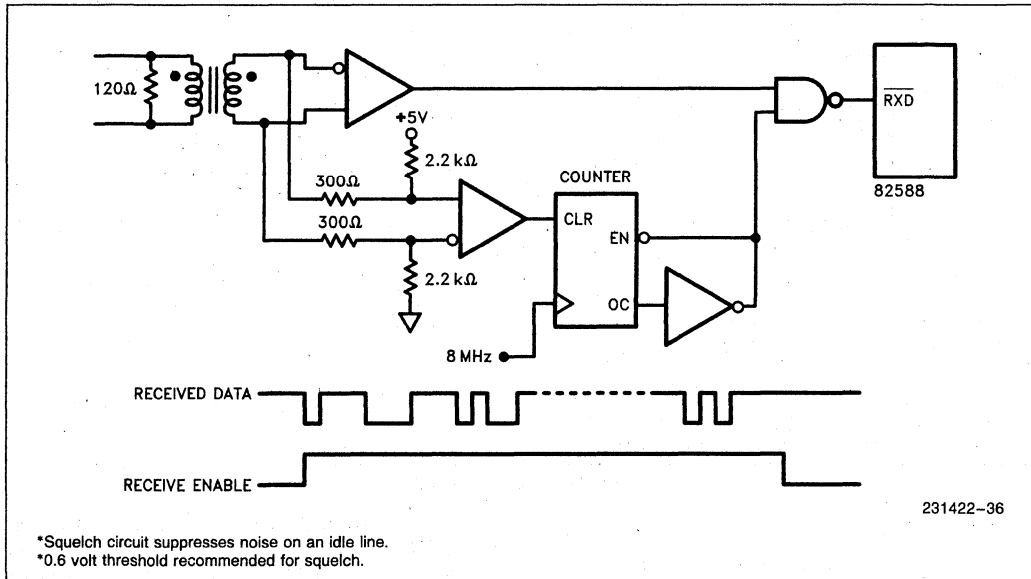 120Ω
+5V
2.2 kΩ
300Ω
300Ω
2.2 kΩ
COUNTER
CLR
EN
OC
8 MHz
RXD
82588
RECEIVED DATA
RECEIVE ENABLE
231422–36
*Squelch circuit suppresses noise on an idle line.
*0.6 volt threshold recommended for squelch.